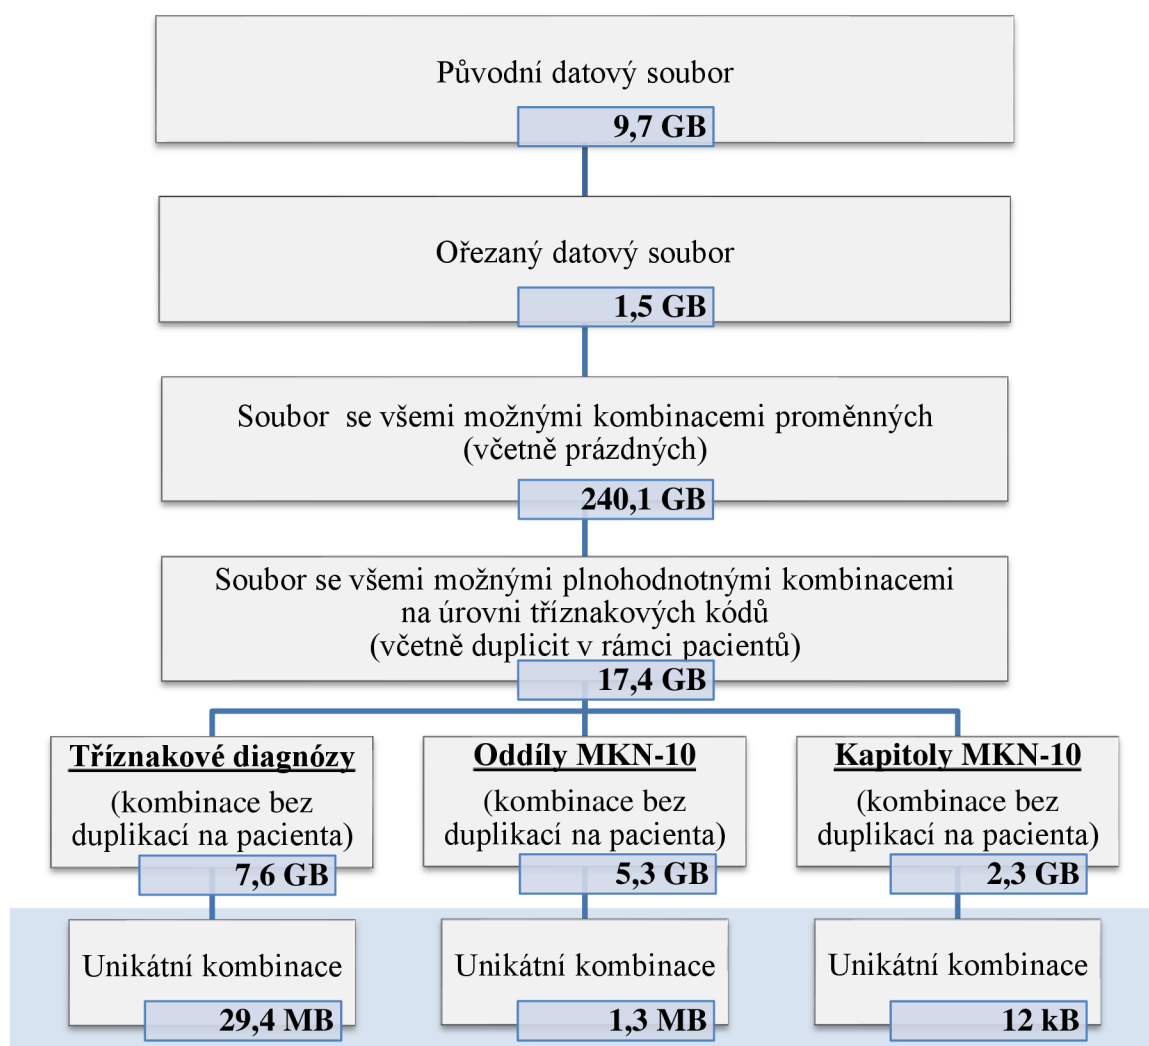 Původní datový soubor
9,7 GB
Ořezaný datový soubor
1,5 GB
Soubor se všemi možnými kombinacemi proměnných
(včetně prázdných)
240,1 GB
Soubor se všemi možnými plnohodnotnými kombinacemi
na úrovni tříznakových kódů
(včetně duplicit v rámci pacientů)
17,4 GB
Tříznakové diagnózy
(kombinace bez
duplikací na pacienta)
7,6 GB
Oddíly MKN-10
(kombinace bez
duplikací na pacienta)
5,3 GB
Kapitoly MKN-10
(kombinace bez
duplikací na pacienta)
2,3 GB
Unikátní kombinace
29,4 MB
Unikátní kombinace
1,3 MB
Unikátní kombinace
12 kB